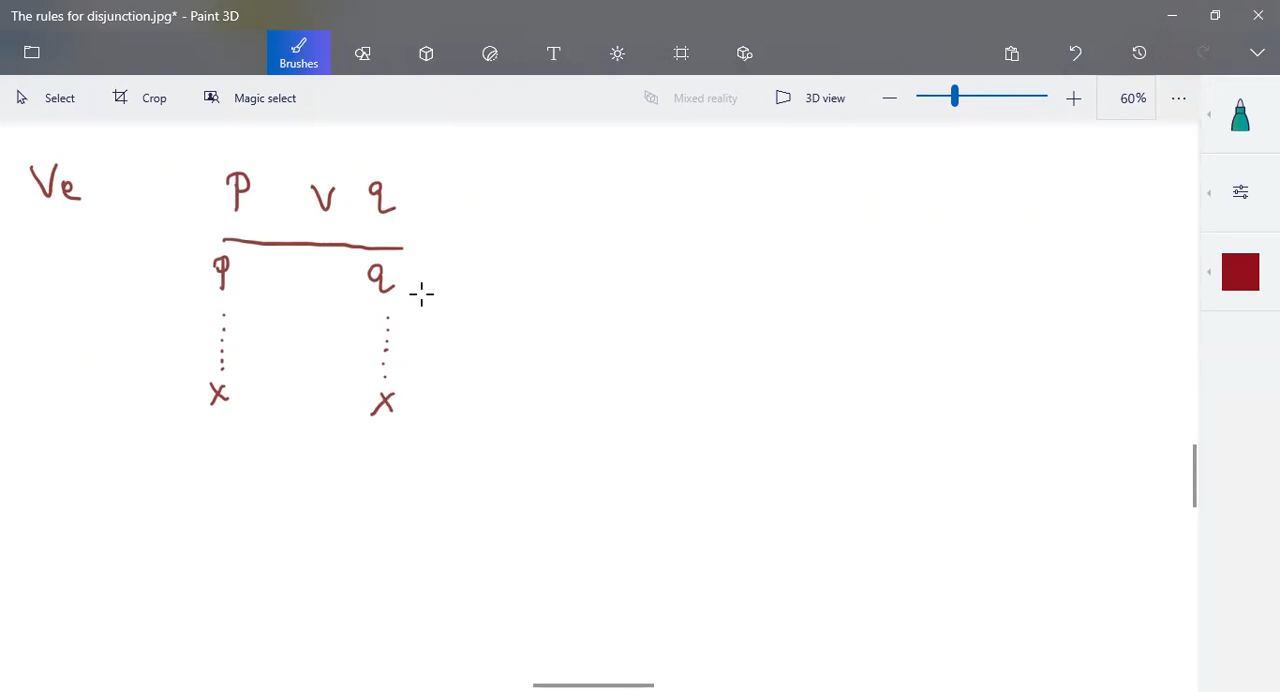 The rules for disjunction.jpg* - Paint 3D
Brushes
Select Crop Magic select Mixed reality 3D view 60%
Ve p v q
p q
x x